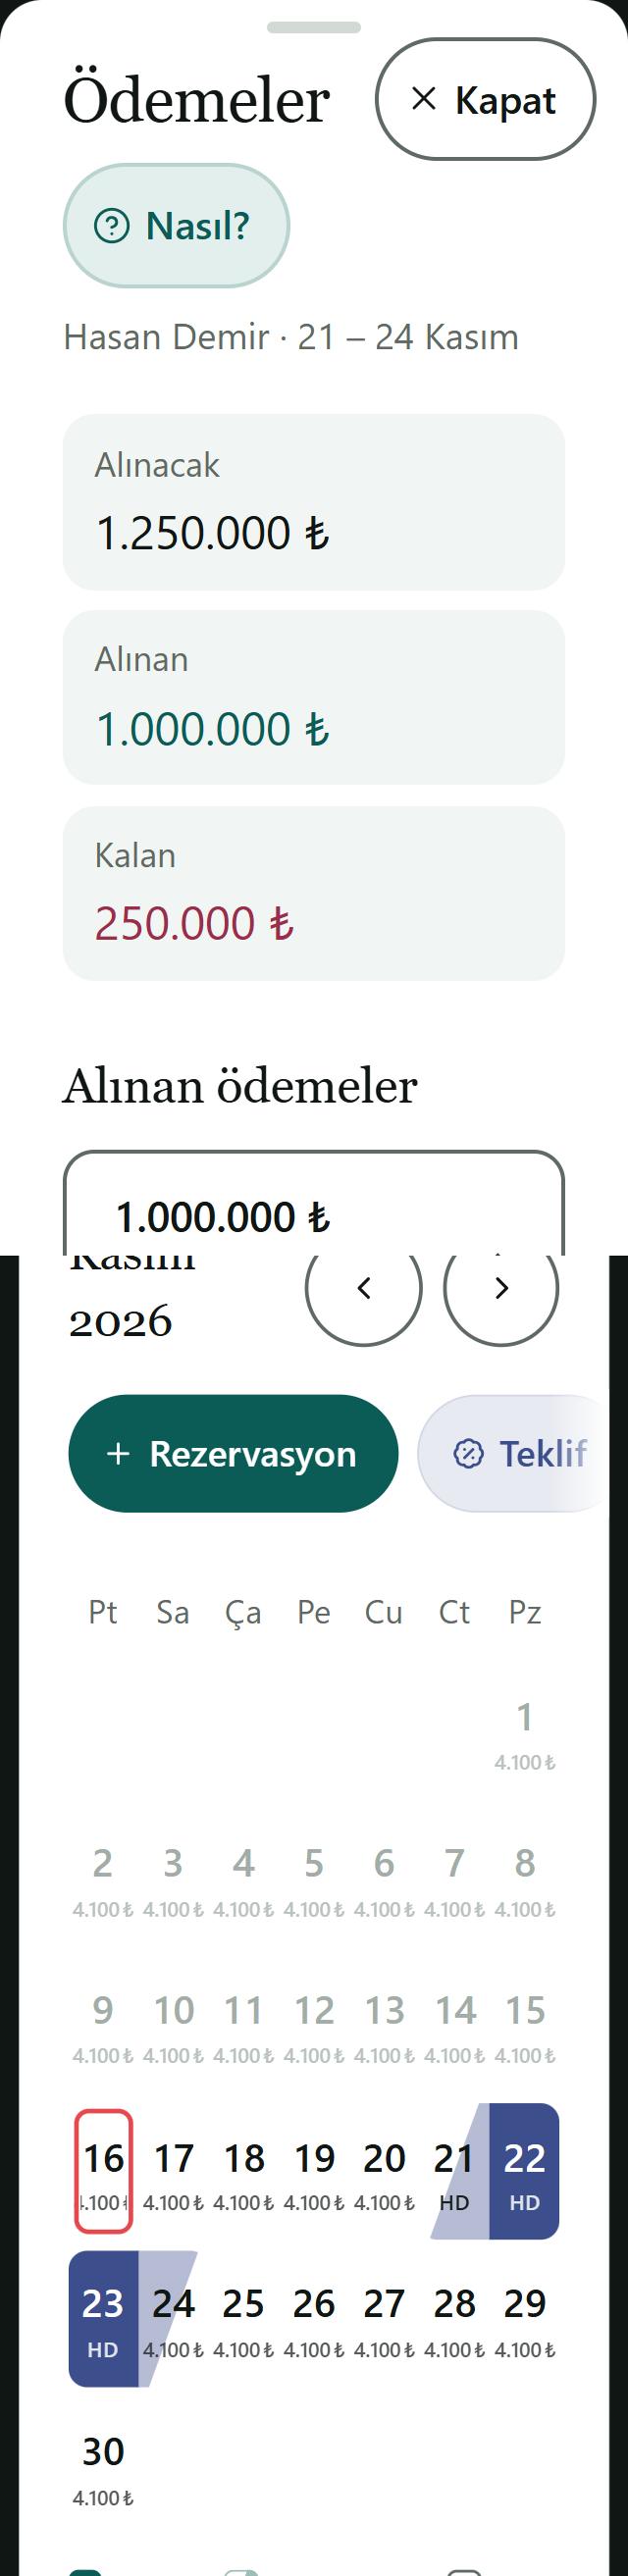 Ödemeler
Kapat
Nasıl?
Hasan Demir · 21 – 24 Kasım
Alınacak
1.250.000 ₺
Alınan
1.000.000 ₺
Kalan
250.000 ₺
Alınan ödemeler
1.000.000 ₺
Kasım
2026
Rezervasyon
Teklif
Pt Sa Ça Pe Cu Ct Pz
1
4.100 ₺
2 3 4 5 6 7 8
4.100 ₺ 4.100 ₺ 4.100 ₺ 4.100 ₺ 4.100 ₺ 4.100 ₺ 4.100 ₺
9 10 11 12 13 14 15
4.100 ₺ 4.100 ₺ 4.100 ₺ 4.100 ₺ 4.100 ₺ 4.100 ₺ 4.100 ₺
16 17 18 19 20 21 22
4.100 ₺ 4.100 ₺ 4.100 ₺ 4.100 ₺ 4.100 ₺ HD HD
23 24 25 26 27 28 29
HD 4.100 ₺ 4.100 ₺ 4.100 ₺ 4.100 ₺ 4.100 ₺ 4.100 ₺
30
4.100 ₺